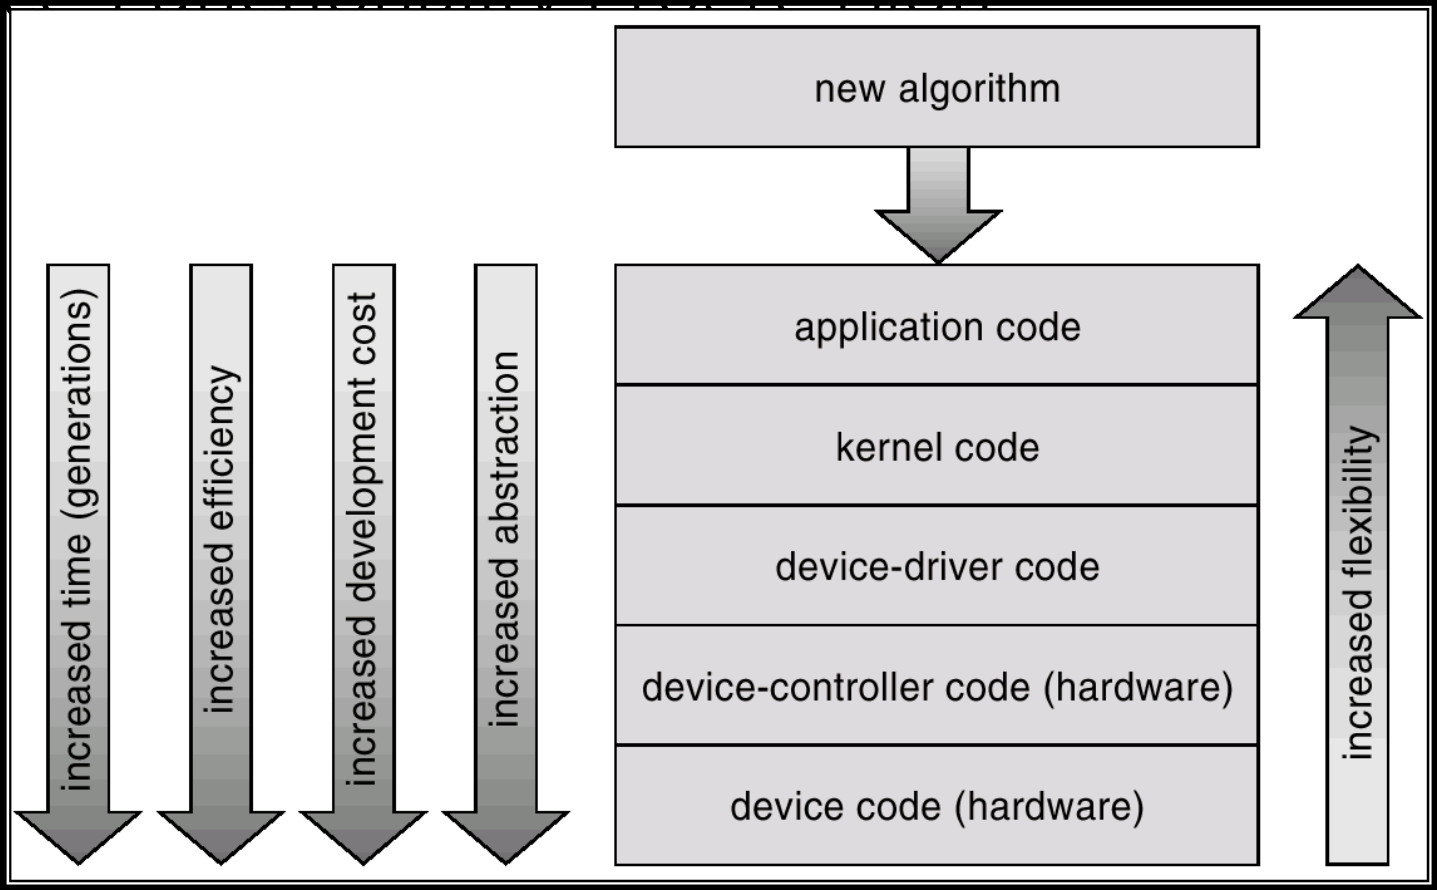 new algorithm
increased time (generations)
increased efficiency
increased development cost
increased abstraction
application code
kernel code
device-driver code
device-controller code (hardware)
device code (hardware)
increased flexibility